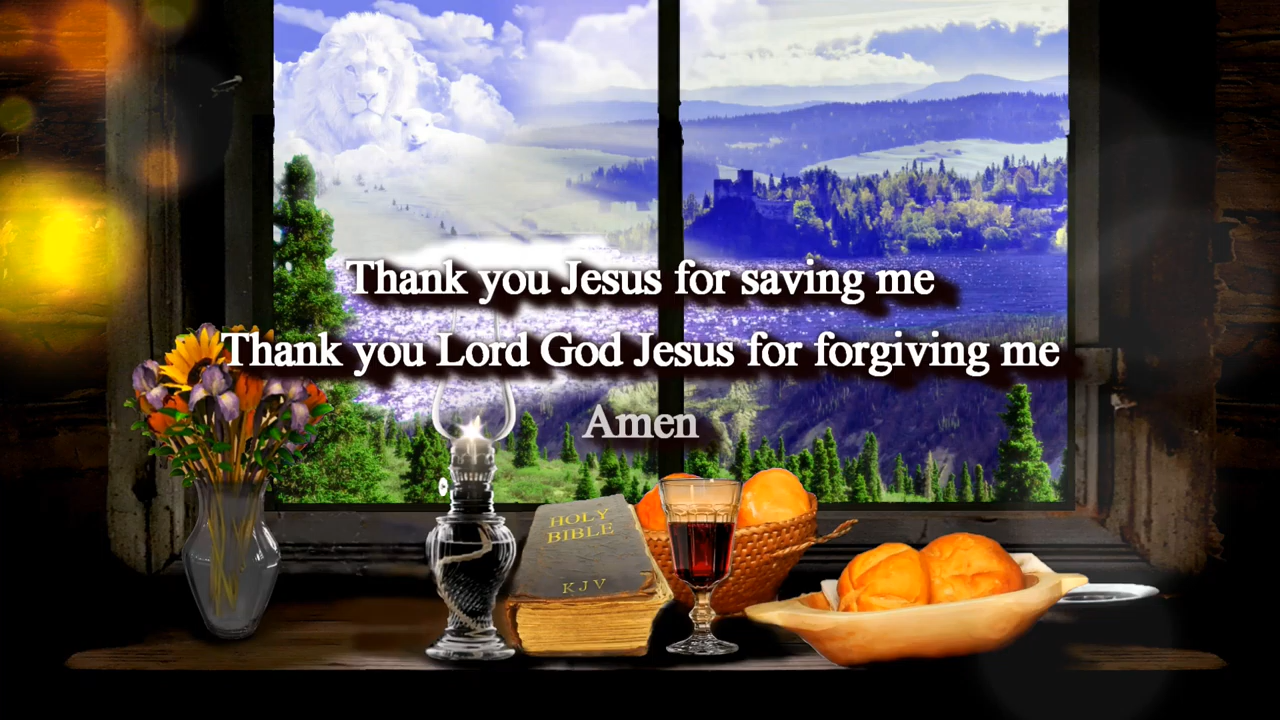 Thank you Jesus for saving me
Thank you Lord God Jesus for forgiving me
Amen
HOLY
BIBLE
KJV